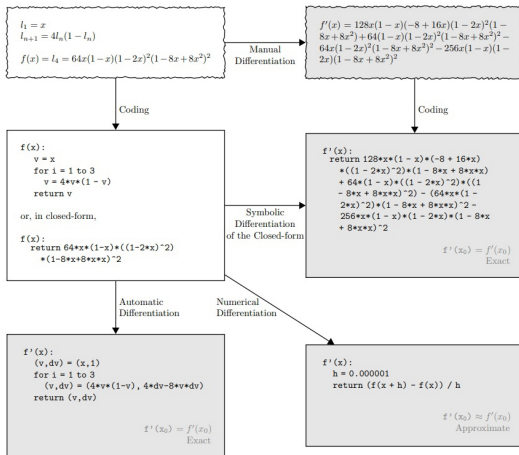 l₁ = x
lₙ₊₁ = 4lₙ(1 − lₙ)
f(x) = l₄ = 64x(1−x)(1−2x)²(1−8x+8x²)²
Manual
Differentiation
f′(x) = 128x(1 − x)(−8 + 16x)(1 − 2x)²(1 −
8x+8x²)+64(1−x)(1−2x)²(1−8x+8x²)²−
64x(1−2x)²(1−8x+8x²)²−256x(1−x)(1−
2x)(1 − 8x + 8x²)²
Coding
Coding
f(x):
v = x
for i = 1 to 3
v = 4*v*(1 - v)
return v
or, in closed-form,
f(x):
return 64*x*(1-x)*((1-2*x)^2)
*(1-8*x+8*x*x)^2
Symbolic
Differentiation
of the Closed-form
f'(x):
return 128*x*(1 - x)*(-8 + 16*x)
*((1 - 2*x)^2)*(1 - 8*x + 8*x*x)
+ 64*(1 - x)*((1 - 2*x)^2)*((1
- 8*x + 8*x*x)^2) - (64*x*(1 -
2*x)^2)*(1 - 8*x + 8*x*x)^2 -
256*x*(1 - x)*(1 - 2*x)*(1 - 8*x
+ 8*x*x)^2
f'(x₀) = f′(x₀)
Exact
Automatic
Differentiation
Numerical
Differentiation
f'(x):
(v,dv) = (x,1)
for i = 1 to 3
(v,dv) = (4*v*(1-v), 4*dv-8*v*dv)
return (v,dv)
f'(x₀) = f′(x₀)
Exact
f'(x):
h = 0.000001
return (f(x + h) - f(x)) / h
f'(x₀) ≈ f′(x₀)
Approximate